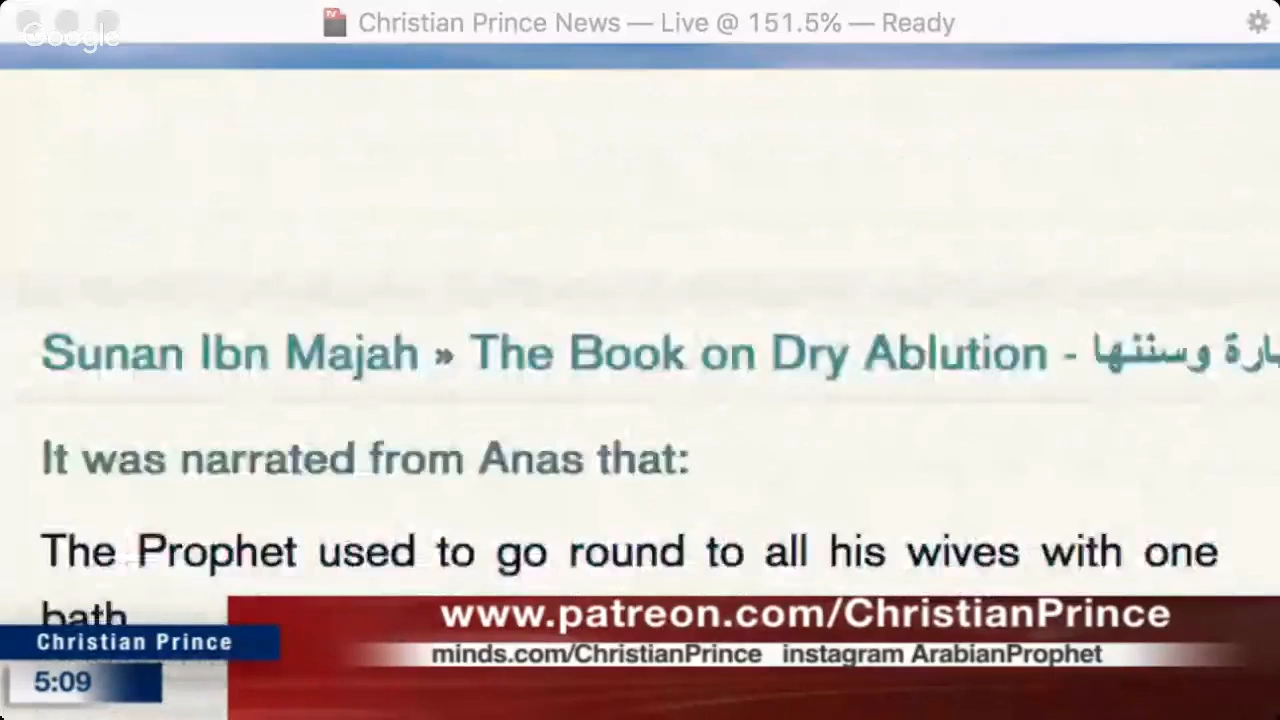 Google
Christian Prince News — Live @ 151.5% — Ready
Sunan Ibn Majah » The Book on Dry Ablution - وسننها
It was narrated from Anas that:
The Prophet used to go round to all his wives with one
bath
www.patreon.com/ChristianPrince
Christian Prince
minds.com/ChristianPrince instagram ArabianProphet
5:09